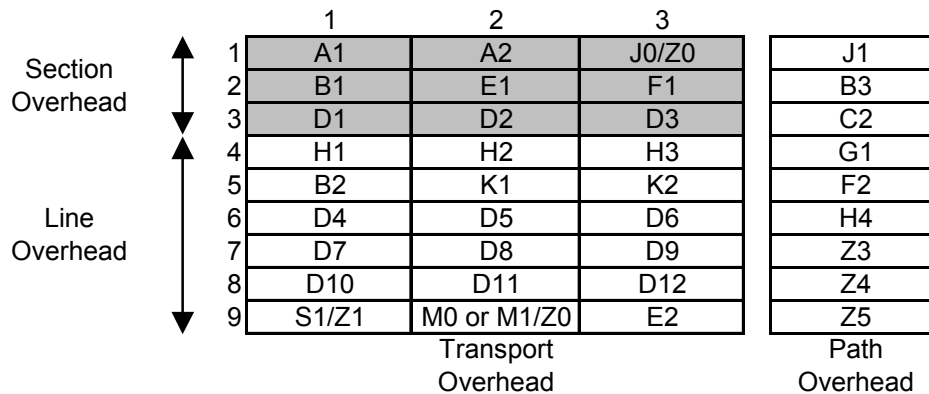 1 2 3
1 A1 A2 J0/Z0 J1
Section
Overhead
2 B1 E1 F1 B3
3 D1 D2 D3 C2
4 H1 H2 H3 G1
5 B2 K1 K2 F2
Line
Overhead
6 D4 D5 D6 H4
7 D7 D8 D9 Z3
8 D10 D11 D12 Z4
9 S1/Z1 M0 or M1/Z0 E2 Z5
Transport
Overhead
Path
Overhead